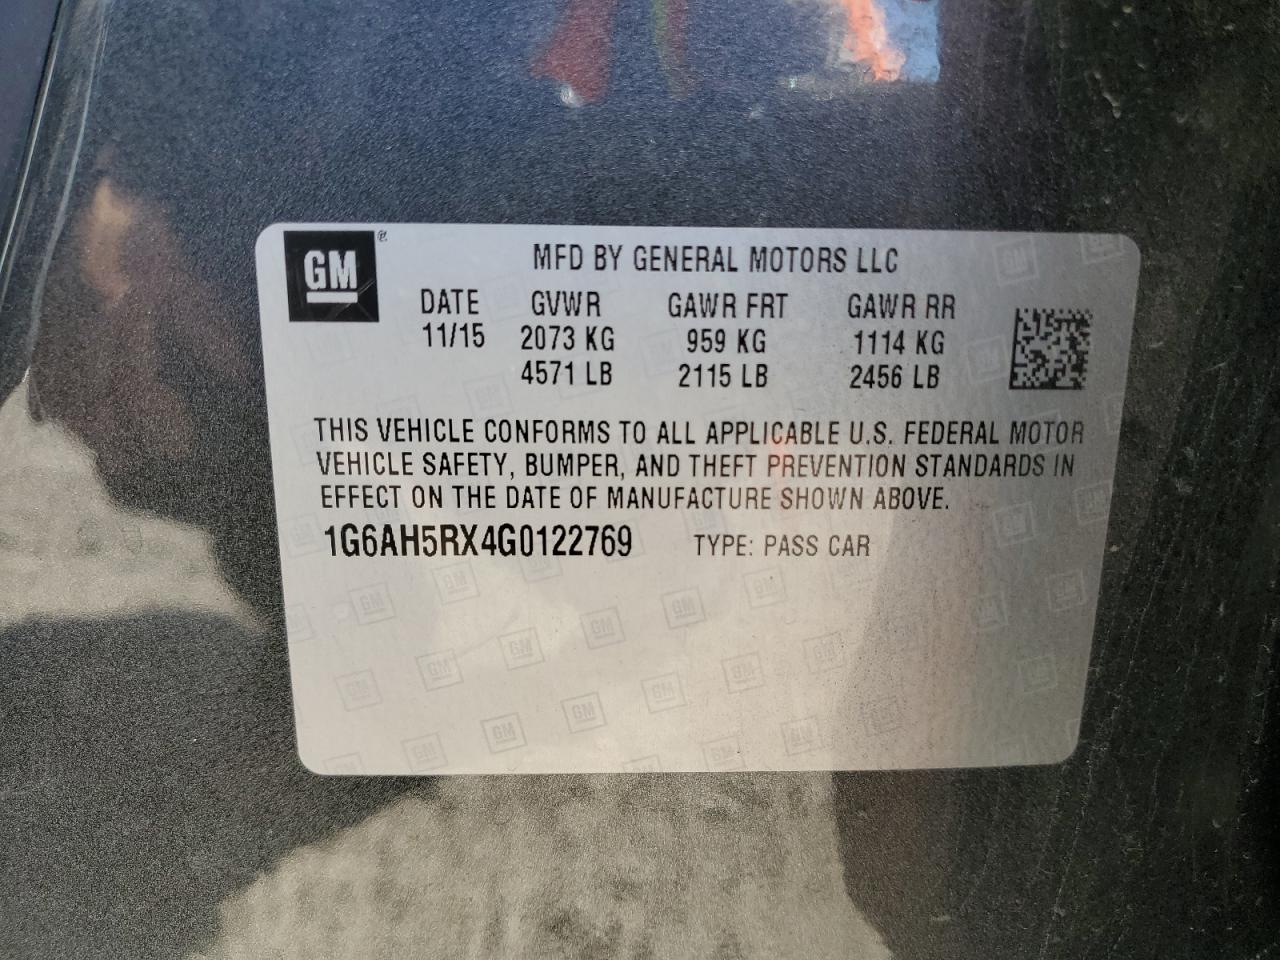 GM ®
MFD BY GENERAL MOTORS LLC
DATE GVWR GAWR FRT GAWR RR
11/15 2073 KG 959 KG 1114 KG
4571 LB 2115 LB 2456 LB
THIS VEHICLE CONFORMS TO ALL APPLICABLE U.S. FEDERAL MOTOR
VEHICLE SAFETY, BUMPER, AND THEFT PREVENTION STANDARDS IN
EFFECT ON THE DATE OF MANUFACTURE SHOWN ABOVE.
1G6AH5RX4G0122769 TYPE: PASS CAR